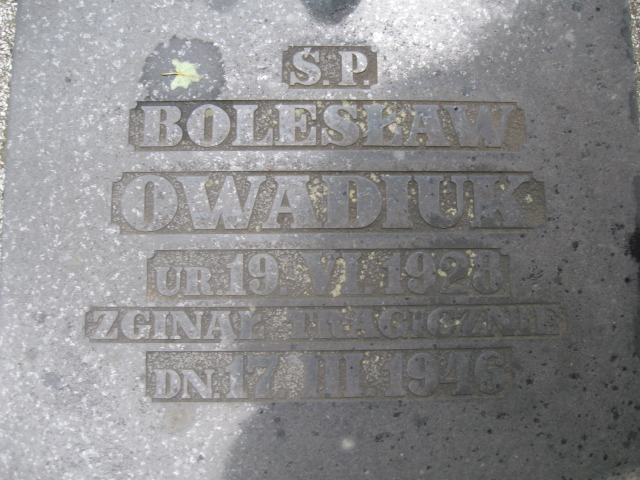 Ś.P.
BOLESŁAW
OWADIUK
UR. 19 VI. 1928
ZGINĄŁ TRAGICZNIE
DN. 17 III 1946